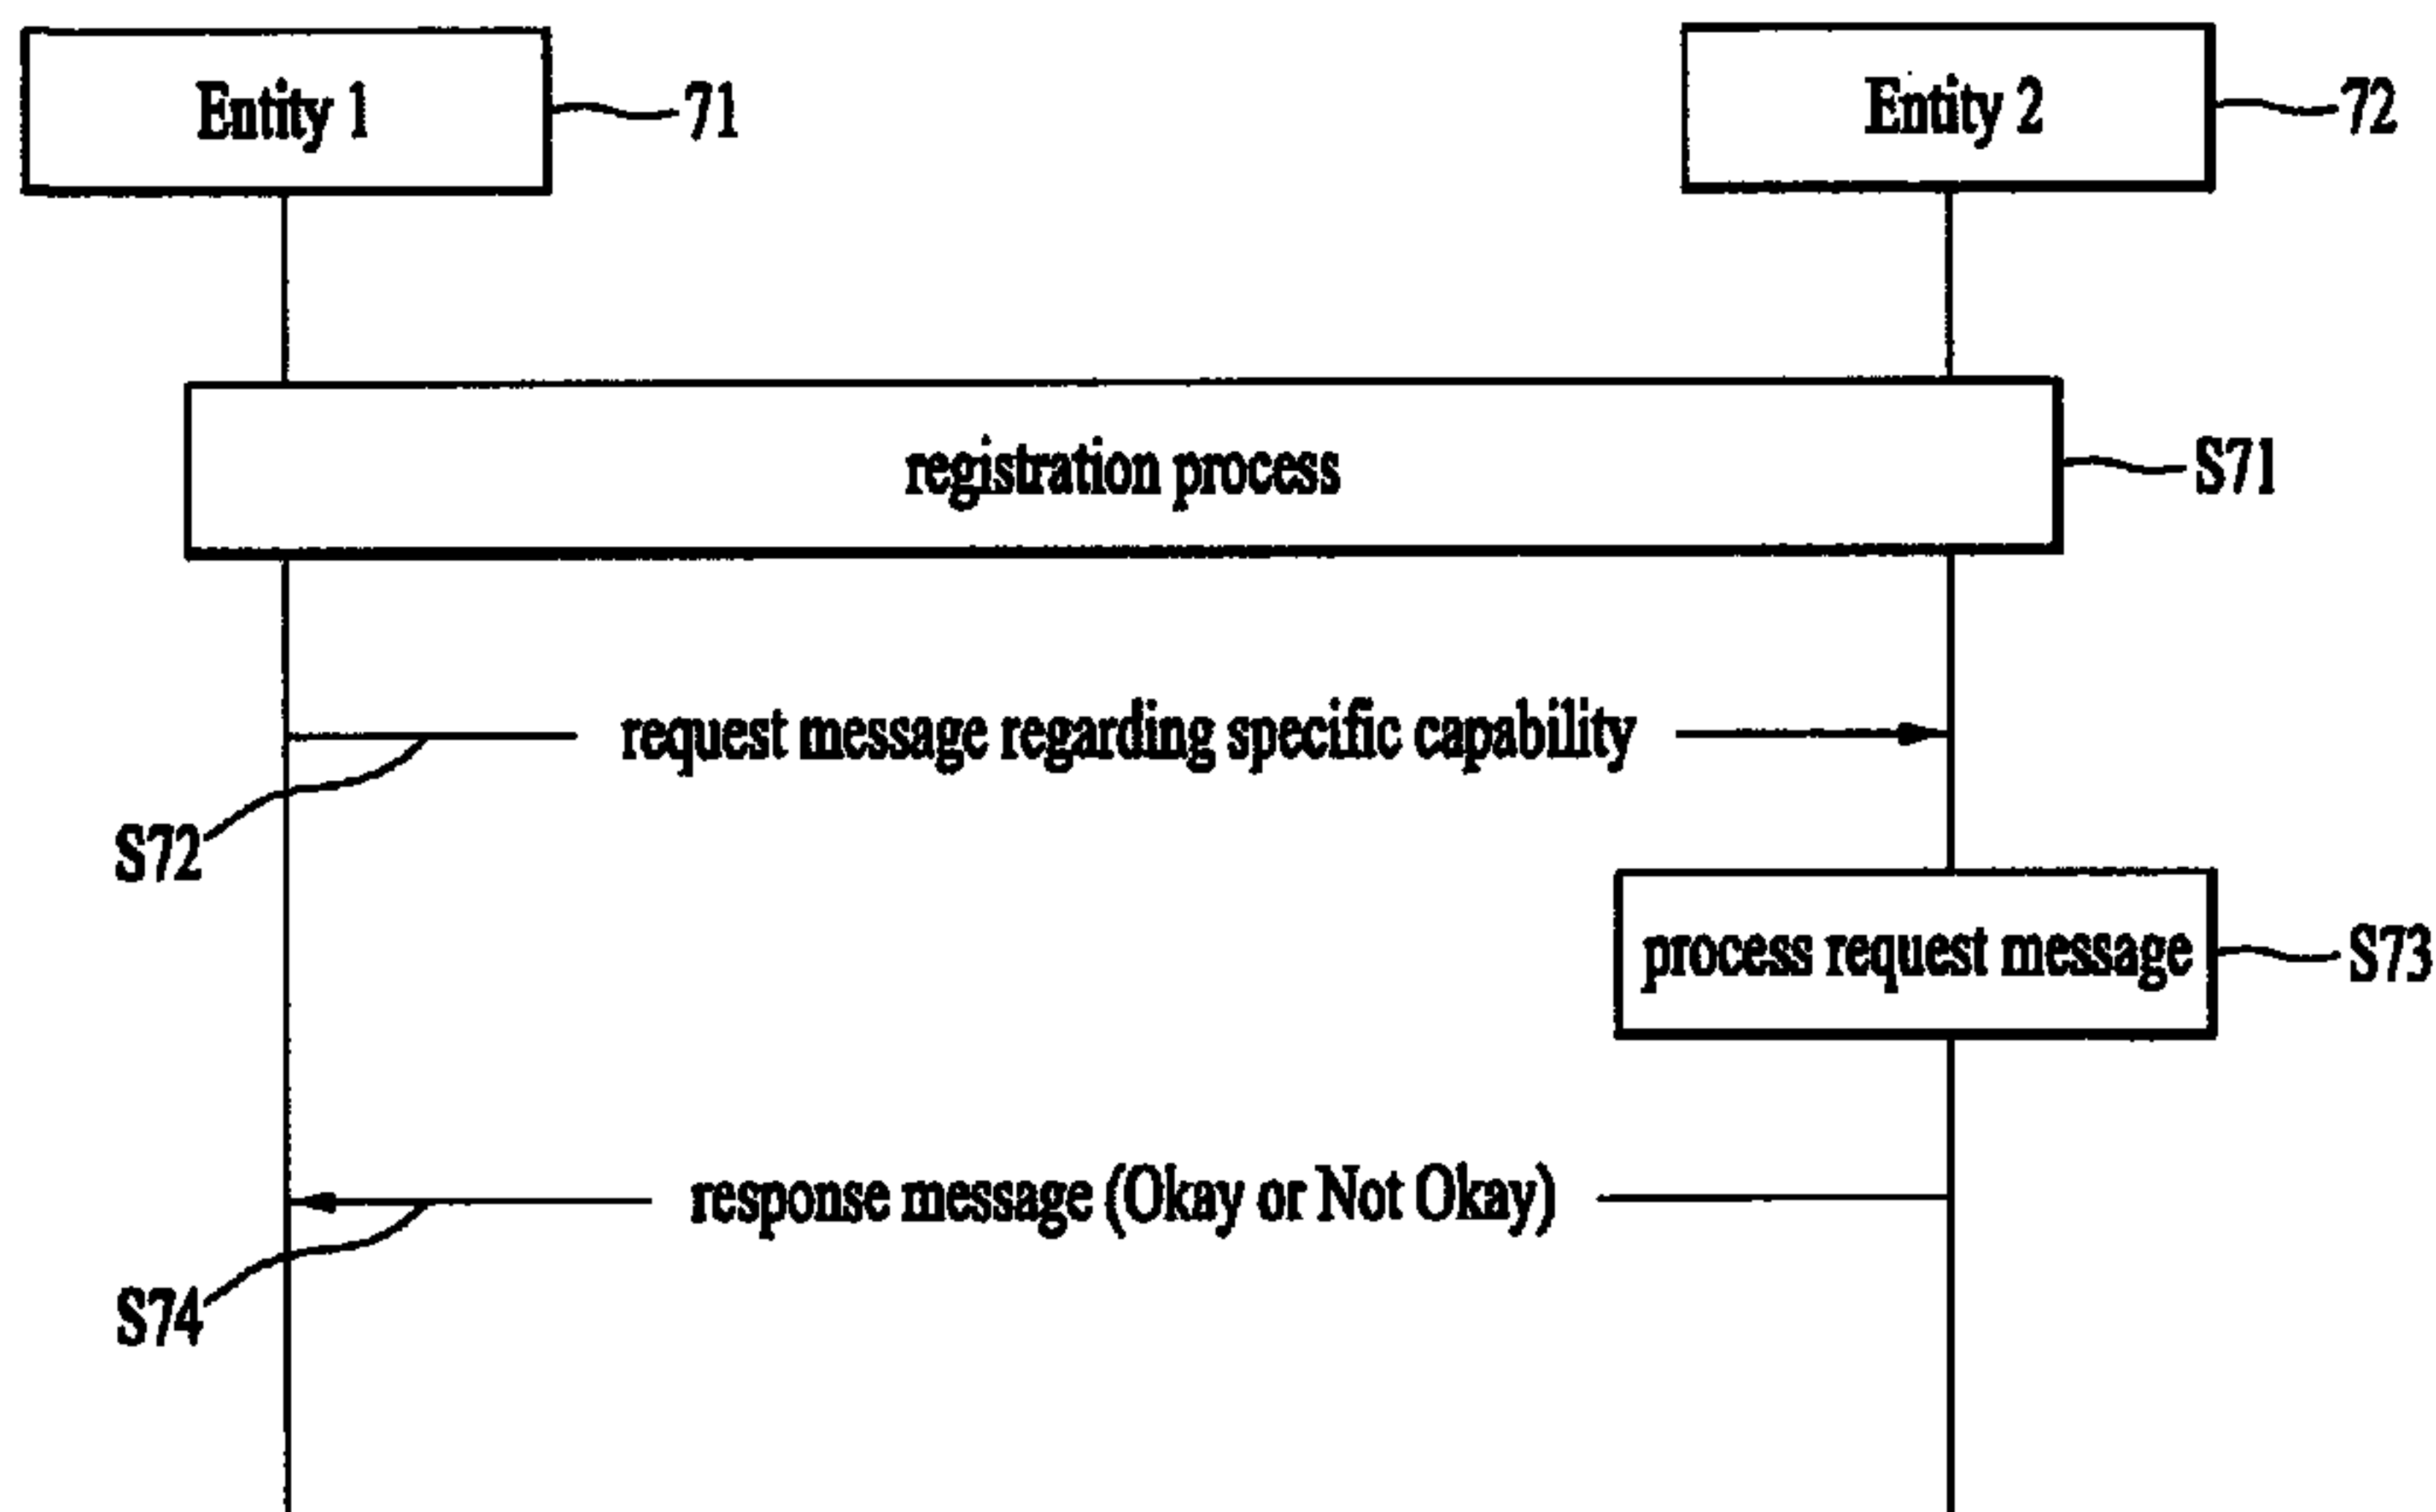 Entity 1
71
Entity 2
72
registration process
S71
request message regarding specific capability
S72
process request message
S73
response message (Okay or Not Okay)
S74